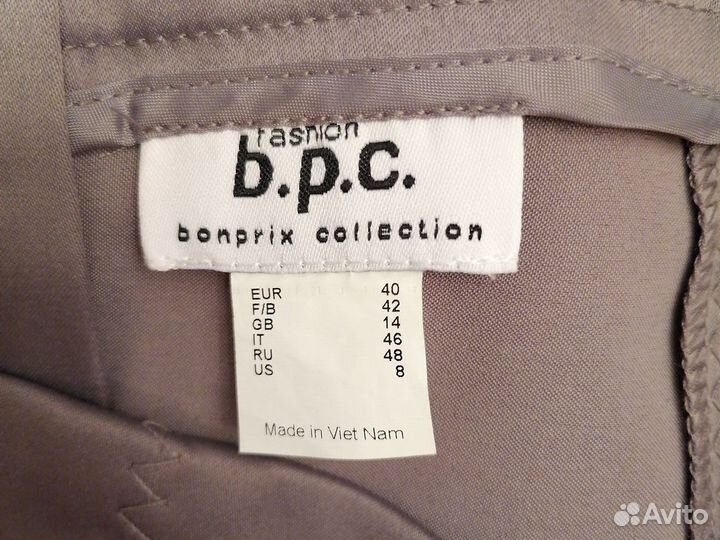 fashion
b.p.c.
bonprix collection
EUR 40
F/B 42
GB 14
IT 46
RU 48
US 8
Made in Viet Nam
Avito